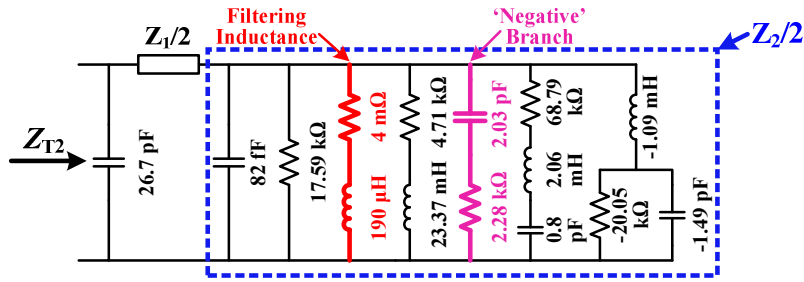 Filtering
Inductance
‘Negative’
Branch
Z1/2
Z2/2
ZT2
26.7 pF
82 fF
17.59 kΩ
4 mΩ
190 μH
4.71 kΩ
23.37 mH
2.03 pF
2.28 kΩ
68.79
kΩ
2.06
mH
0.8
pF
-1.09 mH
-20.05
kΩ
-1.49 pF